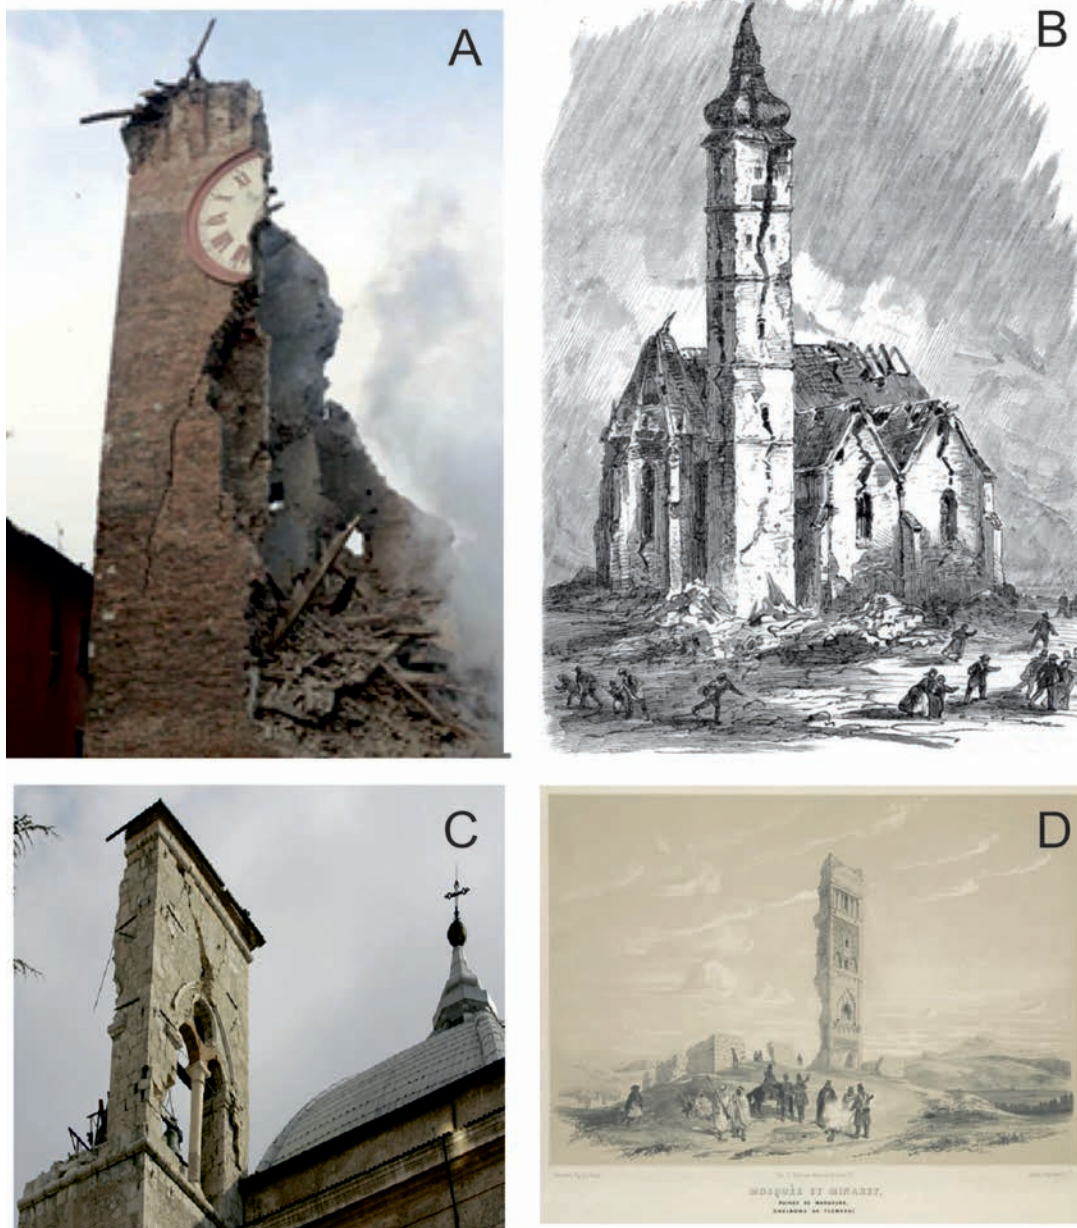 A
B
C
D
MOSQUÉE ET MINARET,
RUINES DE MANSOURA,
(ENVIRONS DE TLEMCEN)